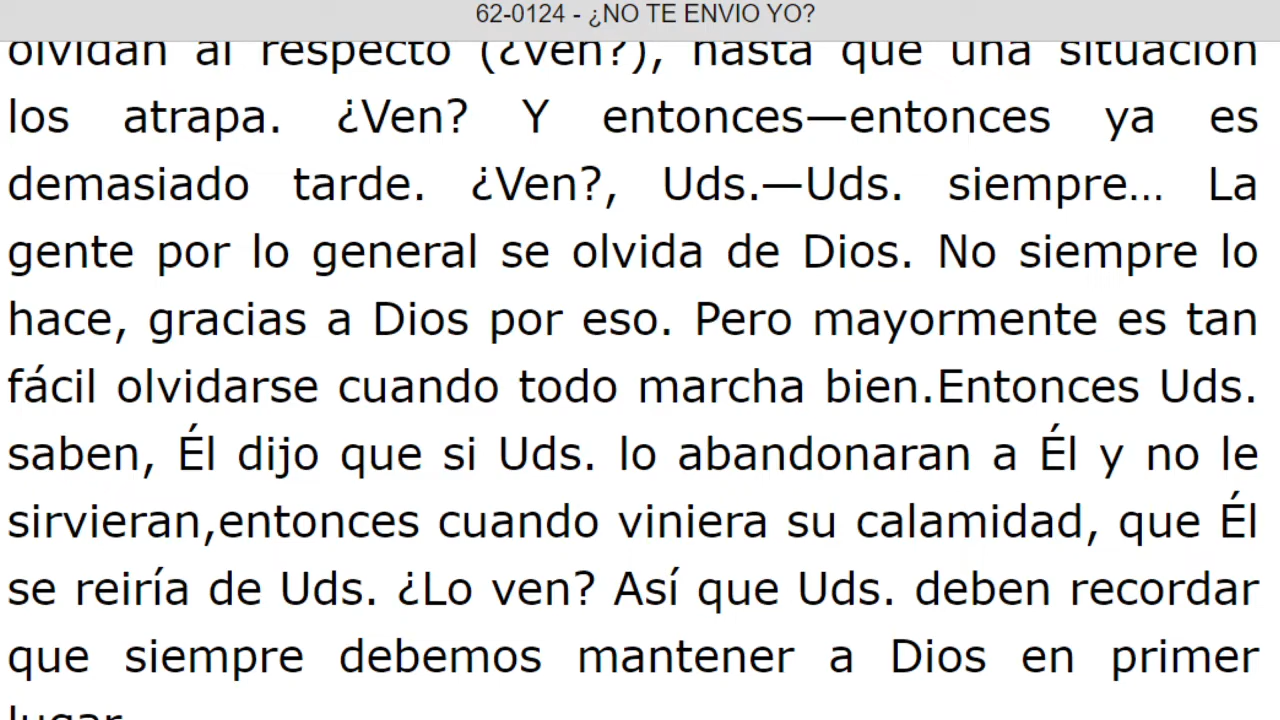 62-0124 - ¿NO TE ENVIO YO?
olvidan al respecto (¿ven?), hasta que una situación
los atrapa. ¿Ven? Y entonces—entonces ya es
demasiado tarde. ¿Ven?, Uds.—Uds. siempre... La
gente por lo general se olvida de Dios. No siempre lo
hace, gracias a Dios por eso. Pero mayormente es tan
fácil olvidarse cuando todo marcha bien.Entonces Uds.
saben, Él dijo que si Uds. lo abandonaran a Él y no le
sirvieran,entonces cuando viniera su calamidad, que Él
se reiría de Uds. ¿Lo ven? Así que Uds. deben recordar
que siempre debemos mantener a Dios en primer
lugar.